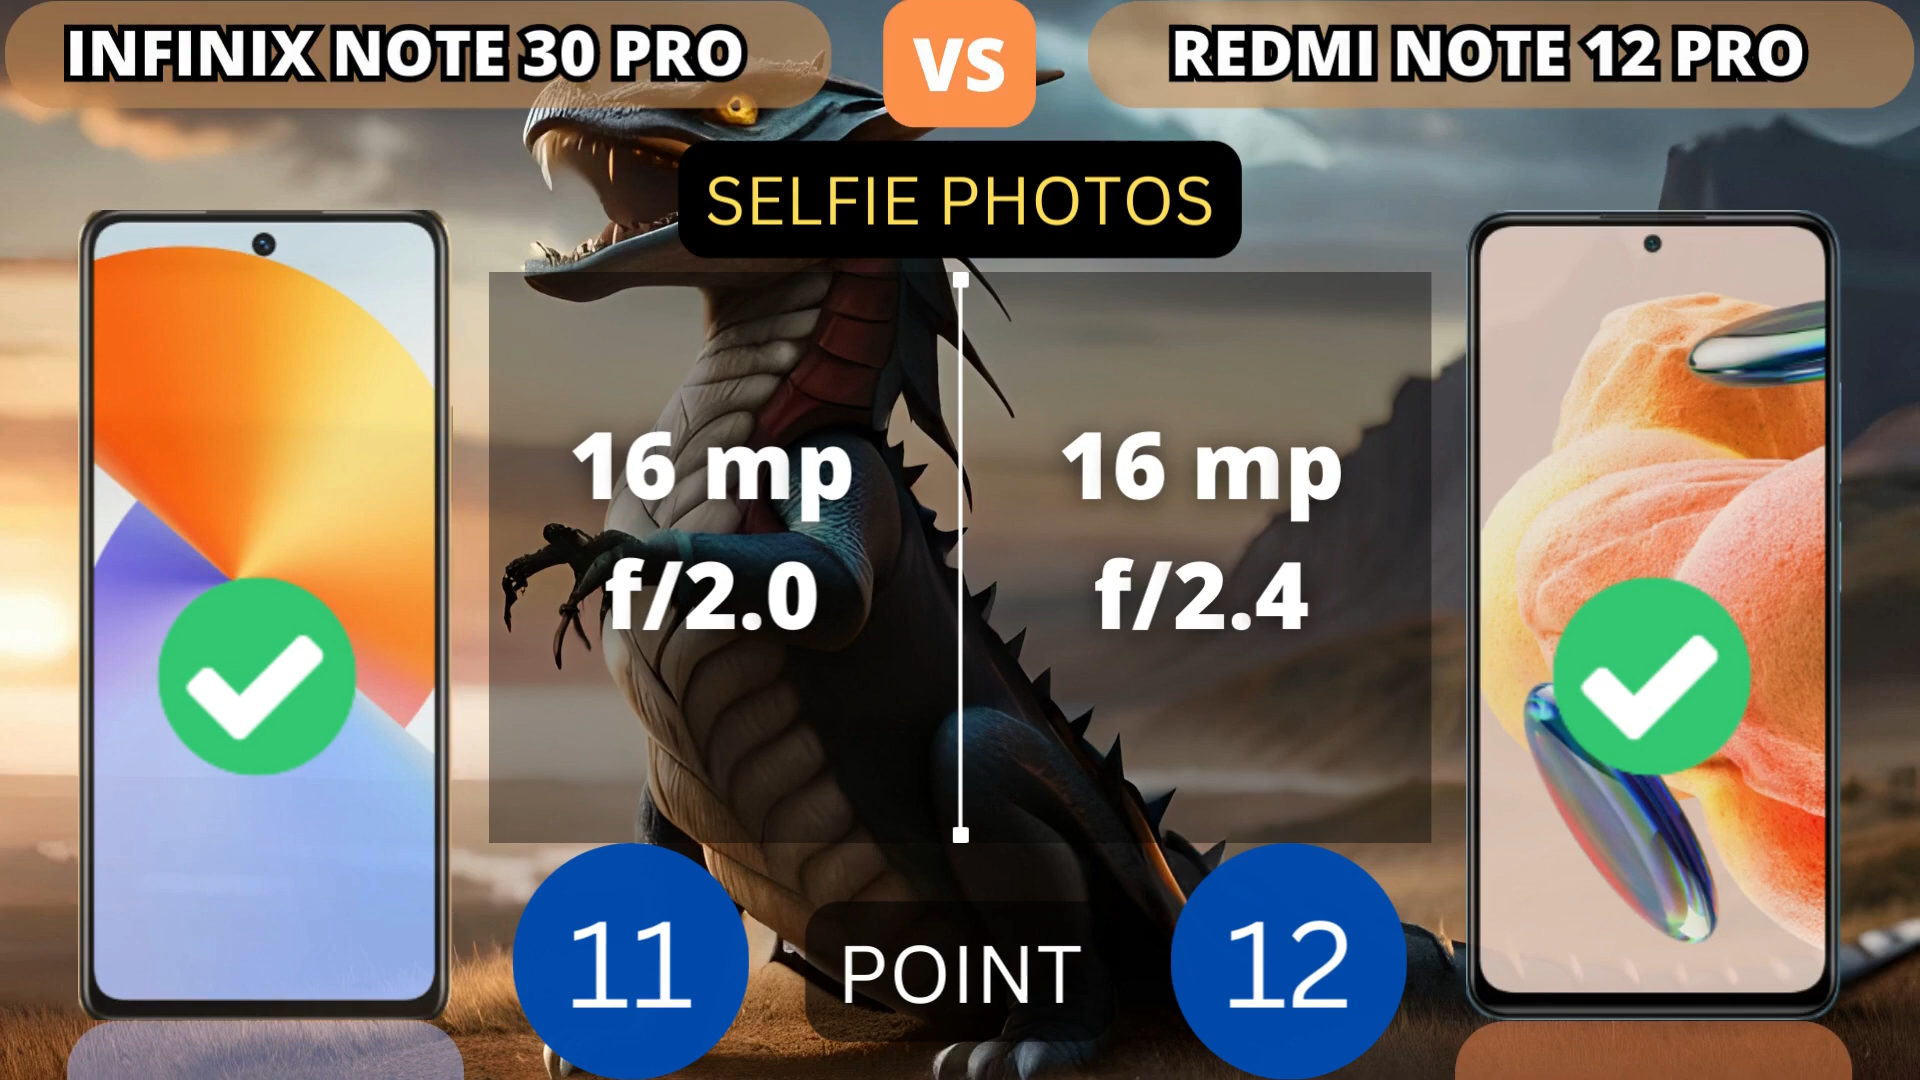 INFINIX NOTE 30 PRO
VS
REDMI NOTE 12 PRO
SELFIE PHOTOS
16 mp
f/2.0
16 mp
f/2.4
11
POINT
12